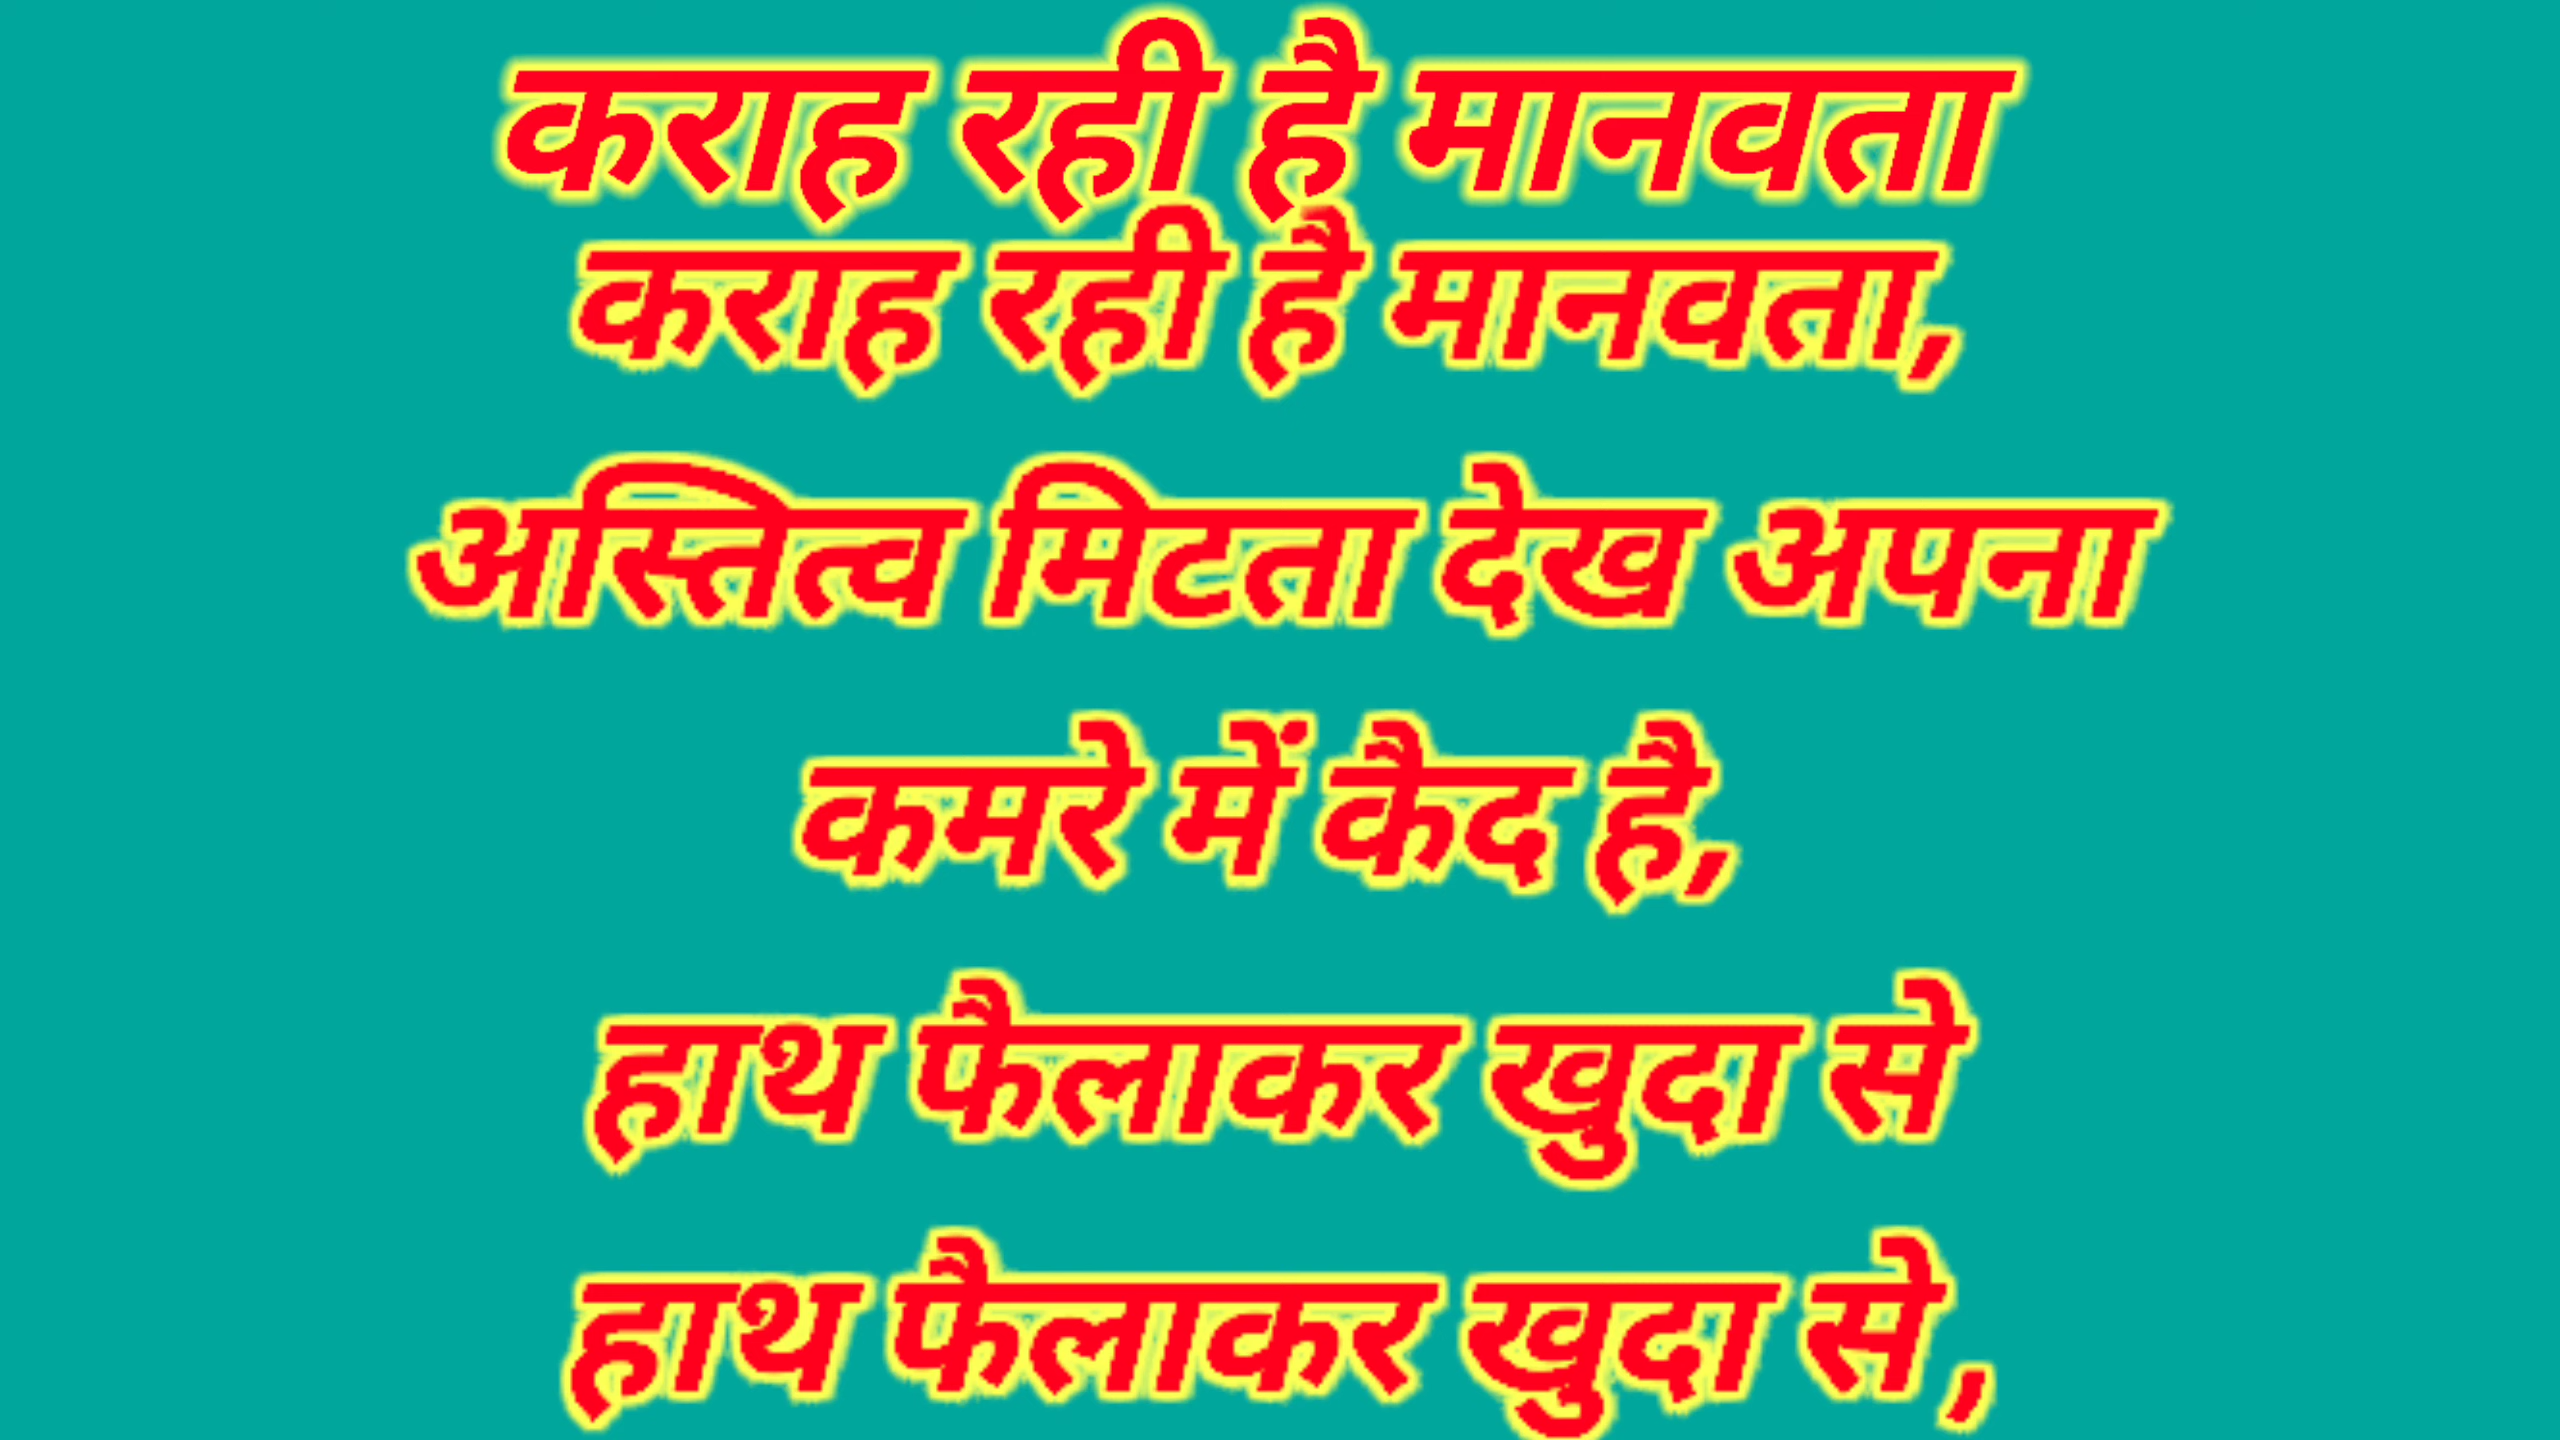 कराह रही है मानवता
कराह रही है मानवता,
अस्तित्व मिटता देख अपना
कमरे में कैद है,
हाथ फैलाकर खुदा से
हाथ फैलाकर खुदा से ,